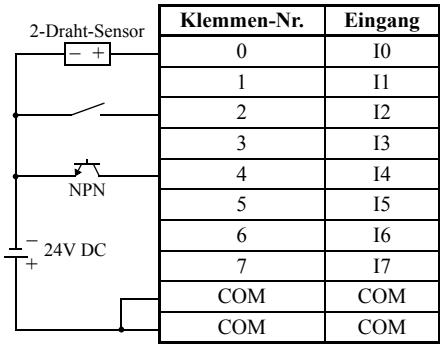 2-Draht-Sensor
− +
NPN
−
+ 24V DC
Klemmen-Nr. Eingang
0 I0
1 I1
2 I2
3 I3
4 I4
5 I5
6 I6
7 I7
COM COM
COM COM